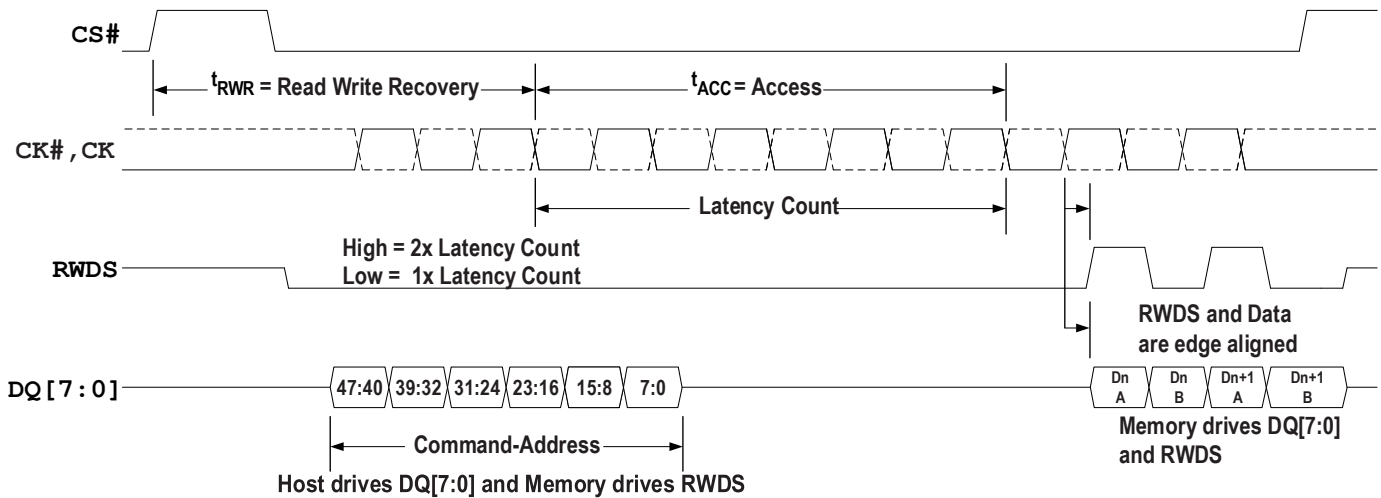 CS#
tRWR = Read Write Recovery
tACC = Access
CK#,CK
Latency Count
High = 2x Latency Count
Low = 1x Latency Count
RWDS
RWDS and Data
are edge aligned
DQ[7:0]
47:40 39:32 31:24 23:16 15:8 7:0
Dn Dn Dn+1 Dn+1
A B A B
Command-Address
Memory drives DQ[7:0]
and RWDS
Host drives DQ[7:0] and Memory drives RWDS